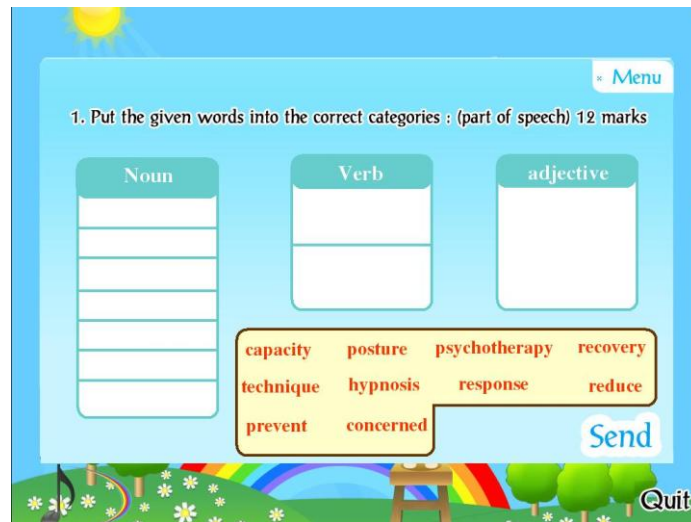 × Menu
1. Put the given words into the correct categories : (part of speech) 12 marks
Noun Verb adjective
capacity posture psychotherapy recovery
technique hypnosis response reduce
prevent concerned
Send
Quit